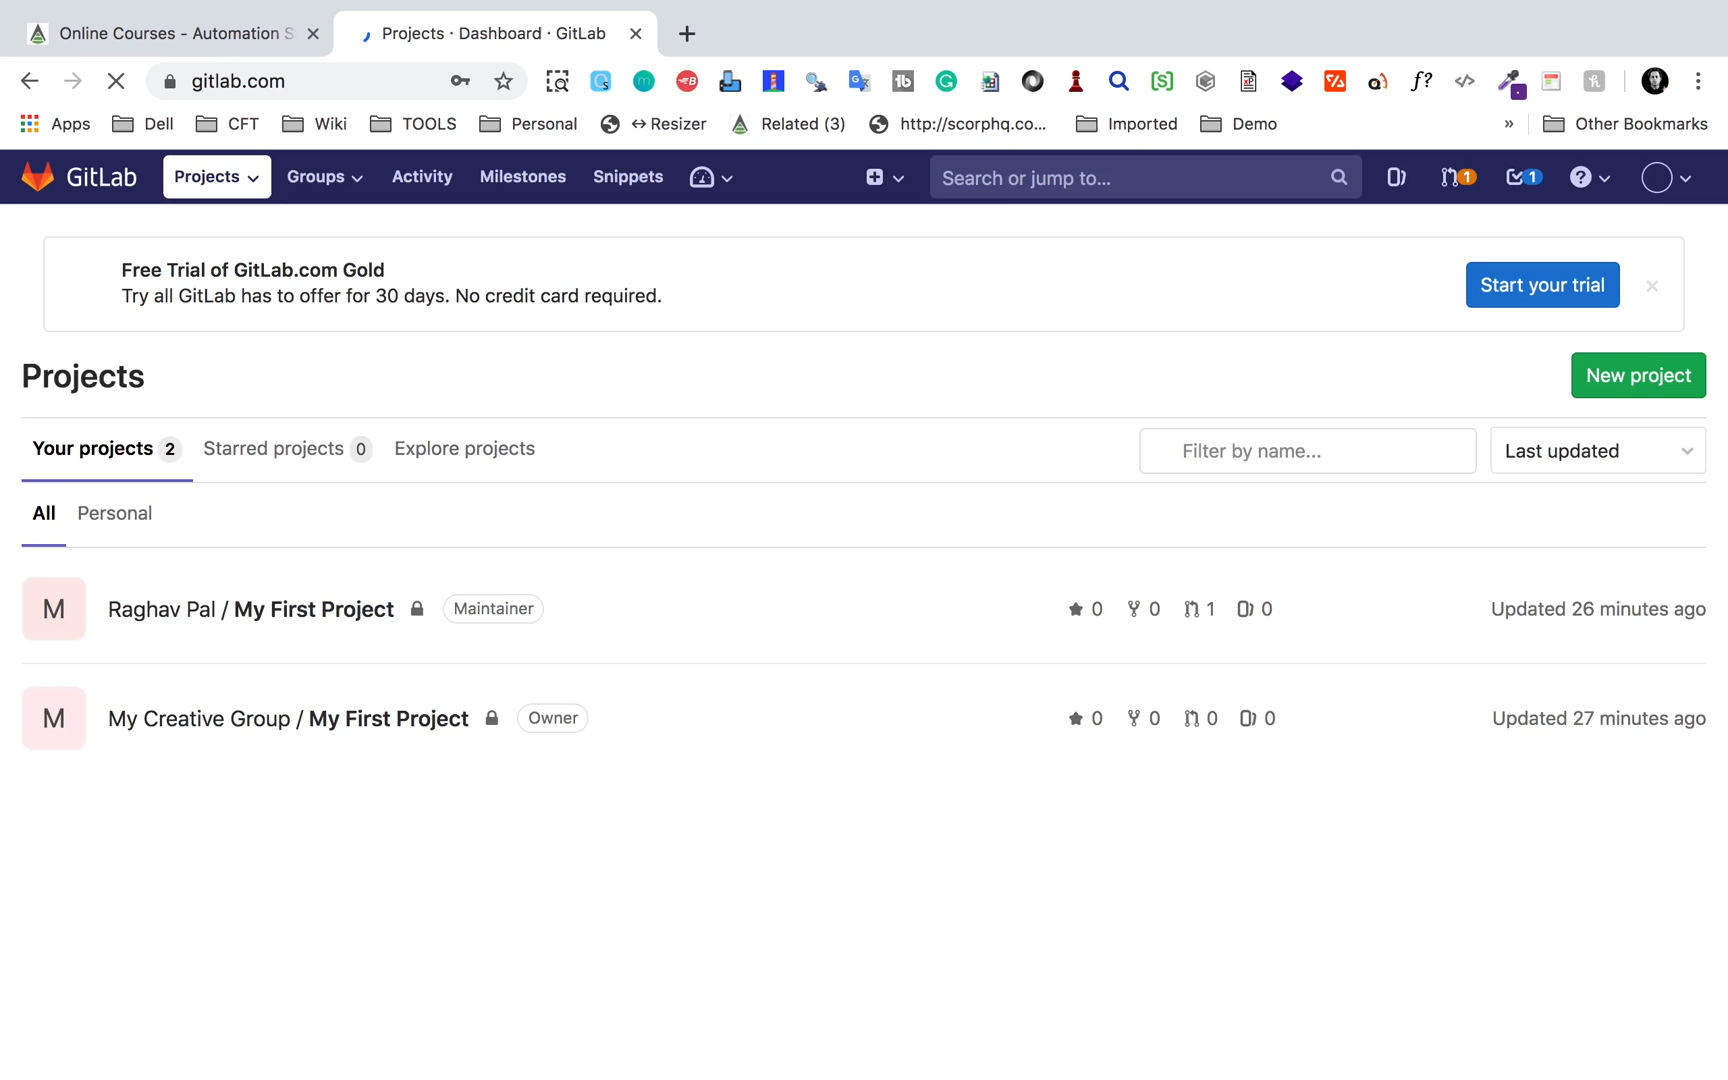 Online Courses - Automation S
Projects · Dashboard · GitLab
gitlab.com
Apps Dell CFT Wiki TOOLS Personal ↔ Resizer Related (3) http://scorphq.co... Imported Demo » Other Bookmarks
GitLab Projects Groups Activity Milestones Snippets Search or jump to... 1 1
Free Trial of GitLab.com Gold
Try all GitLab has to offer for 30 days. No credit card required.
Start your trial
Projects
New project
Your projects 2 Starred projects 0 Explore projects
Filter by name... Last updated
All Personal
M Raghav Pal / My First Project Maintainer 0 0 1 0 Updated 26 minutes ago
M My Creative Group / My First Project Owner 0 0 0 0 Updated 27 minutes ago